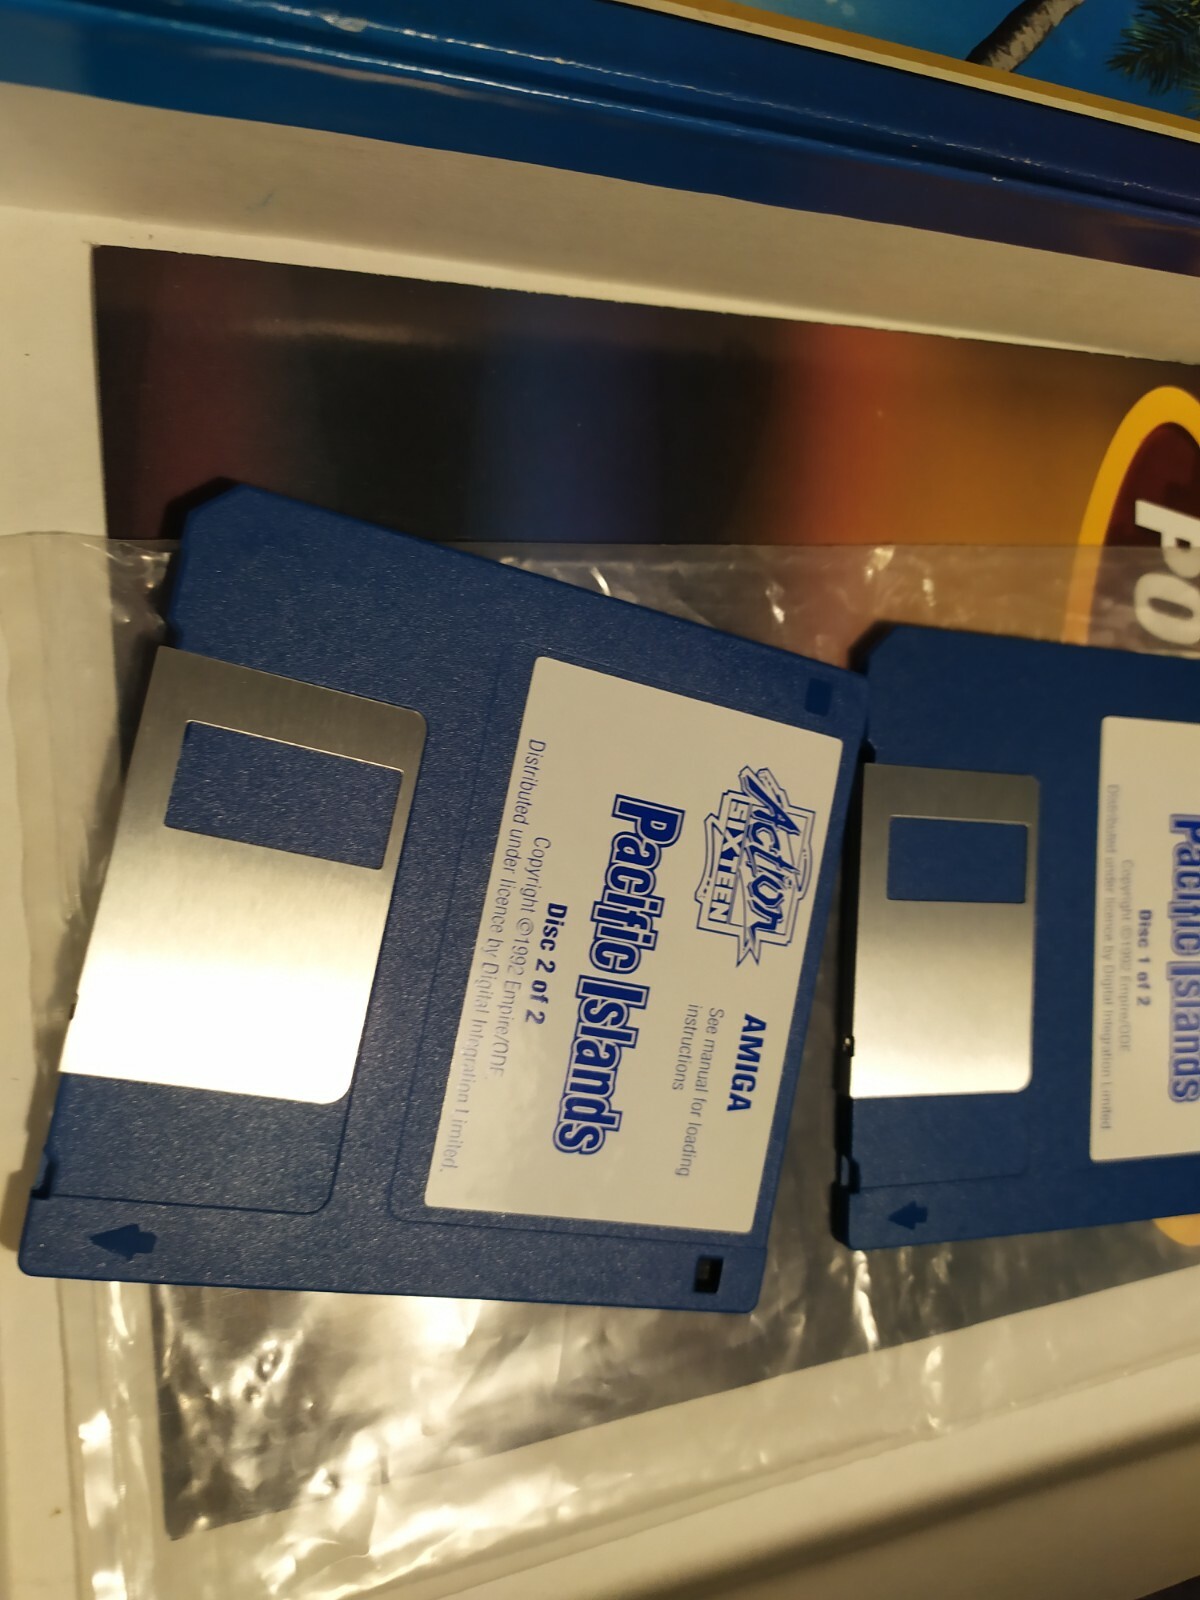 PO
Action
SIXTEEN
AMIGA
See manual for loading
instructions
Pacific Islands
Disc 2 of 2
Copyright ©1992 Empire/ODE.
Distributed under licence by Digital Integration Limited.
Pacific Islands
Disc 1 of 2
Copyright ©1992 Empire/ODE
Distributed under licence by Digital Integration Limited.